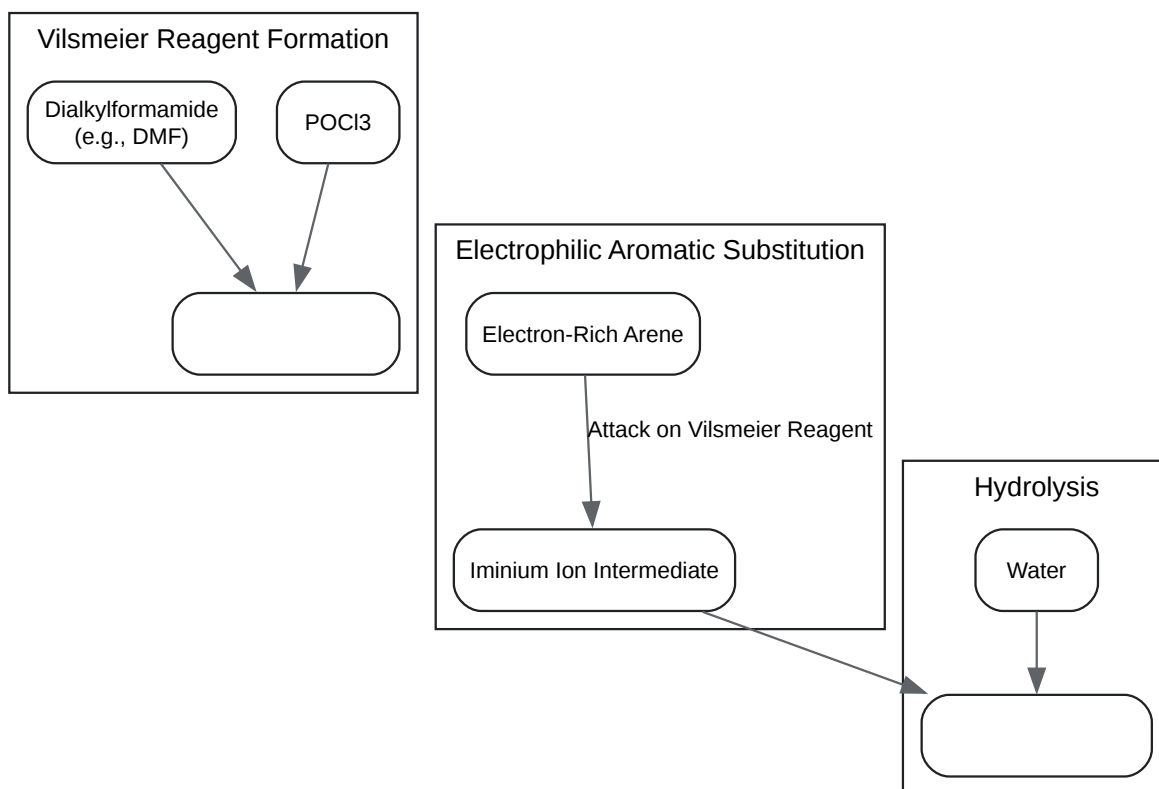 Vilsmeier Reagent Formation
Dialkylformamide
(e.g., DMF)
POCl3
Electrophilic Aromatic Substitution
Electron-Rich Arene
Attack on Vilsmeier Reagent
Iminium Ion Intermediate
Hydrolysis
Water